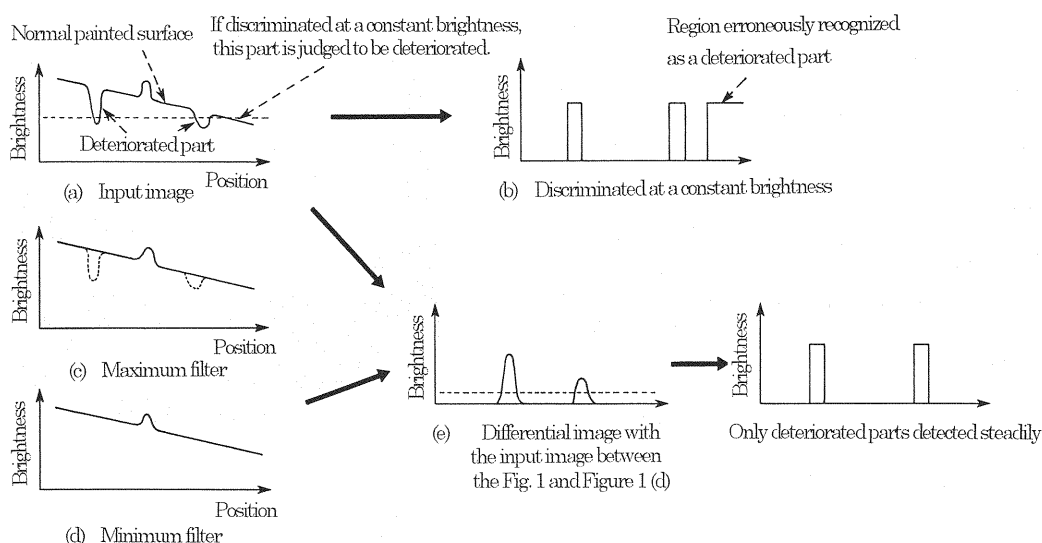 Normal painted surface
If discriminated at a constant brightness,
this part is judged to be deteriorated.
Brightness
Deteriorated part
Position
(a) Input image
Region erroneously recognized
as a deteriorated part
Brightness
(b) Discriminated at a constant brightness
Brightness
Position
(c) Maximum filter
Brightness
Position
(d) Minimum filter
Brightness
(e) Differential image with
the input image between
the Fig. 1 and Figure 1 (d)
Brightness
Only deteriorated parts detected steadily